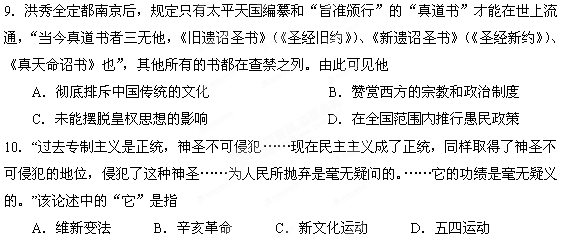 9．洪秀全定都南京后，规定只有太平天国编纂和“旨准颁行”的“真道书”才能在世上流
通，“当今真道书者三无他，《旧遗诏圣书》（《圣经旧约》）、《新遗诏圣书》（《圣经新约》）、
《真天命诏书》也”，其他所有的书都在查禁之列。由此可见他
A．彻底排斥中国传统的文化 B．赞赏西方的宗教和政治制度
C．未能摆脱皇权思想的影响 D．在全国范围内推行愚民政策
10．“过去专制主义是正统，神圣不可侵犯……现在民主主义成了正统，同样取得了神圣不
可侵犯的地位，侵犯了这种神圣……为人民所抛弃是毫无疑问的。……它的功绩是毫无疑义
的。”该论述中的“它”是指
A．维新变法 B．辛亥革命 C．新文化运动 D．五四运动